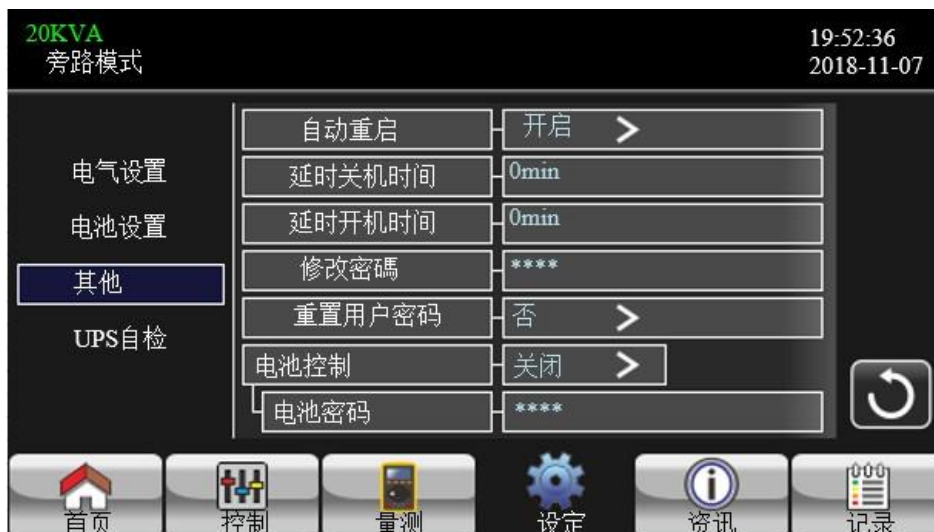 20KVA
旁路模式
19:52:36
2018-11-07
电气设置
电池设置
其他
UPS自检
自动重启 开启
延时关机时间 0min
延时开机时间 0min
修改密碼 ****
重置用户密码 否
电池控制 关闭
电池密码 ****
首页 控制 量测 设定 资讯 记录